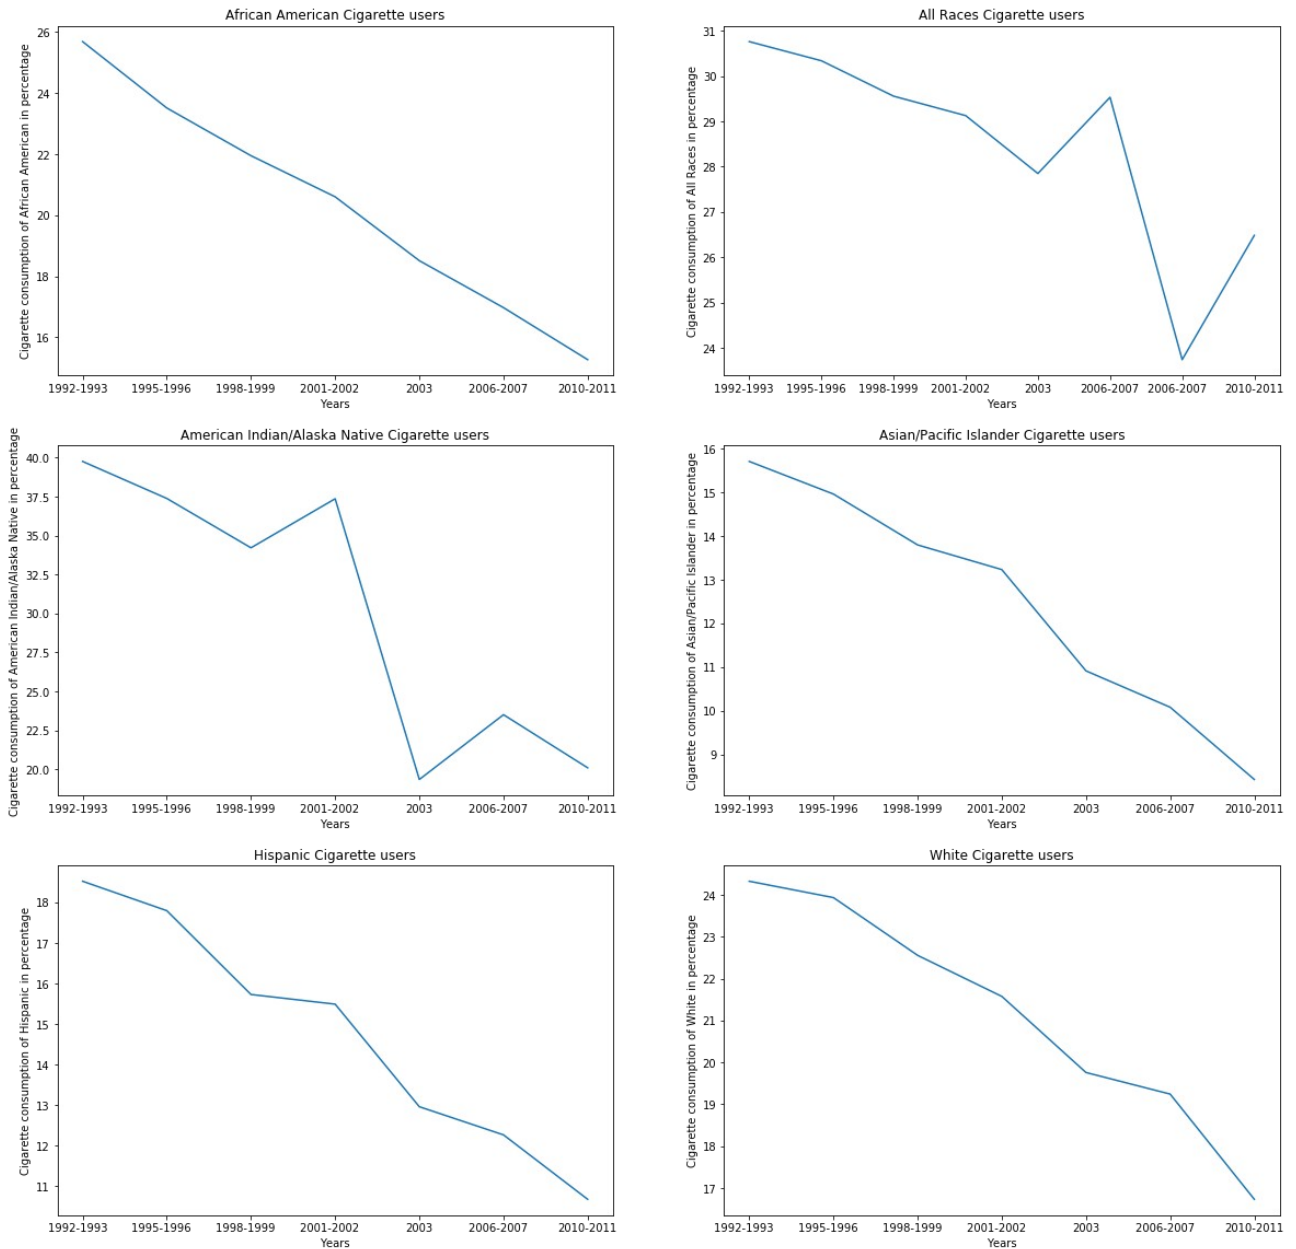 African American Cigarette users
Cigarette consumption of African American in percentage
26
24
22
20
18
16
1992-1993 1995-1996 1998-1999 2001-2002 2003 2006-2007 2010-2011
Years
All Races Cigarette users
Cigarette consumption of All Races in percentage
31
30
29
28
27
26
25
24
1992-1993 1995-1996 1998-1999 2001-2002 2003 2006-2007 2006-2007 2010-2011
Years
American Indian/Alaska Native Cigarette users
Cigarette consumption of American Indian/Alaska Native in percentage
40.0
37.5
35.0
32.5
30.0
27.5
25.0
22.5
20.0
1992-1993 1995-1996 1998-1999 2001-2002 2003 2006-2007 2010-2011
Years
Asian/Pacific Islander Cigarette users
Cigarette consumption of Asian/Pacific Islander in percentage
16
15
14
13
12
11
10
9
1992-1993 1995-1996 1998-1999 2001-2002 2003 2006-2007 2010-2011
Years
Hispanic Cigarette users
Cigarette consumption of Hispanic in percentage
18
17
16
15
14
13
12
11
1992-1993 1995-1996 1998-1999 2001-2002 2003 2006-2007 2010-2011
Years
White Cigarette users
Cigarette consumption of White in percentage
24
23
22
21
20
19
18
17
1992-1993 1995-1996 1998-1999 2001-2002 2003 2006-2007 2010-2011
Years